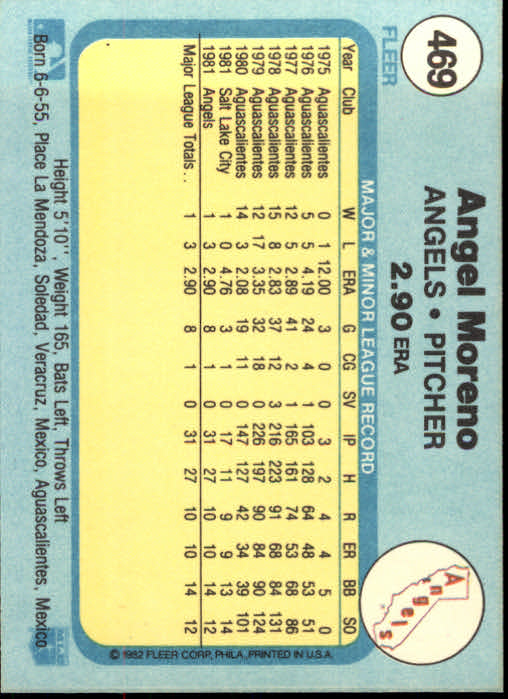 469
FLEER
Angel Moreno
ANGELS • PITCHER
2.90 ERA
Angels
MAJOR & MINOR LEAGUE RECORD
Year Club W L ERA G CG SV IP H R ER BB SO
1975 Aguascalientes 0 1 12.00 3 0 0 3 2 4 4 5 0
1976 Aguascalientes 5 5 4.19 24 4 1 103 128 64 48 53 51
1977 Aguascalientes 12 5 2.89 41 2 1 165 161 74 53 68 86
1978 Aguascalientes 15 8 2.83 37 12 3 216 223 91 68 84 131
1979 Aguascalientes 12 17 3.35 32 18 0 226 197 90 84 90 124
1980 Aguascalientes 14 3 2.08 19 11 0 147 127 42 34 39 101
1981 Salt Lake City 1 0 4.76 3 0 0 17 11 9 9 13 14
1981 Angels 1 3 2.90 8 1 0 31 27 10 10 14 12
Major League Totals.. 1 3 2.90 8 1 0 31 27 10 10 14 12
© 1982 FLEER CORP., PHILA., PRINTED IN U.S.A.
Height 5'10", Weight 165, Bats Left, Throws Left
Born 6-6-55, Place La Mendoza, Soledad, Veracruz, Mexico, Aguascalientes, Mexico